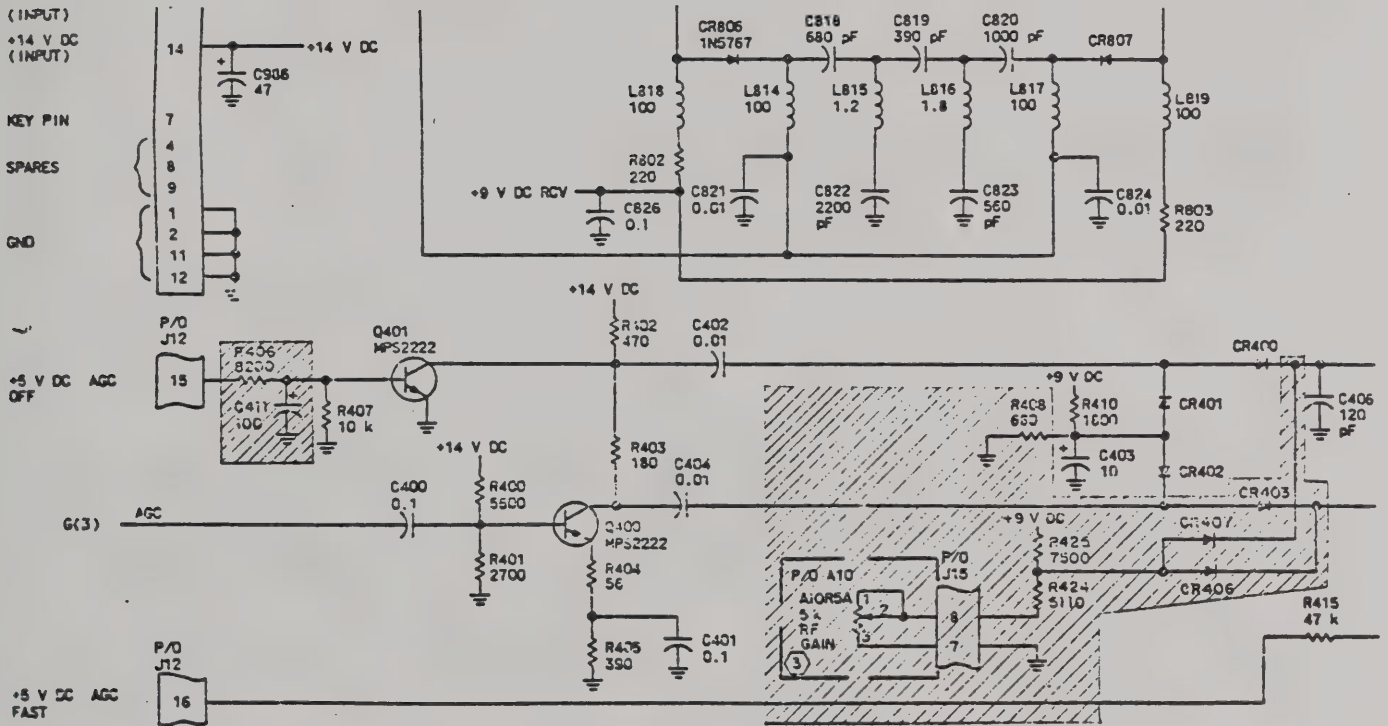 (INPUT)
+14 V DC
(INPUT)
14
+14 V DC
+
C906
47
KEY PIN
7
SPARES
4
8
9
GND
1
2
11
12
CR806
1N5767
C818
680 pF
C819
390 pF
C820
1000 pF
CR807
L818
100
L814
100
L815
1.2
L816
1.8
L817
100
L819
100
R802
220
+9 V DC RCV
C826
0.1
C821
0.01
C822
2200
pF
C823
560
pF
C824
0.01
R803
220
P/O
J12
+5 V DC AGC
OFF
15
R406
8200
+
C411
100
R407
10 k
Q401
MPS2222
+14 V DC
R402
470
C402
0.01
R403
180
C404
0.01
CR400
C406
120
pF
+9 V DC
R408
R410
1800
CR401
+
C403
10
CR402
CR403
G(3)
AGC
C400
0.1
+14 V DC
R400
5600
R401
2700
Q400
MPS2222
R404
56
R405
390
C401
0.1
P/O A10
A10R5A
5 k
RF
GAIN
1
2
3
3
P/O
J15
8
7
+9 V DC
R425
7500
R424
5110
CR407
CR406
R415
47 k
P/O
J12
+5 V DC AGC
FAST
16